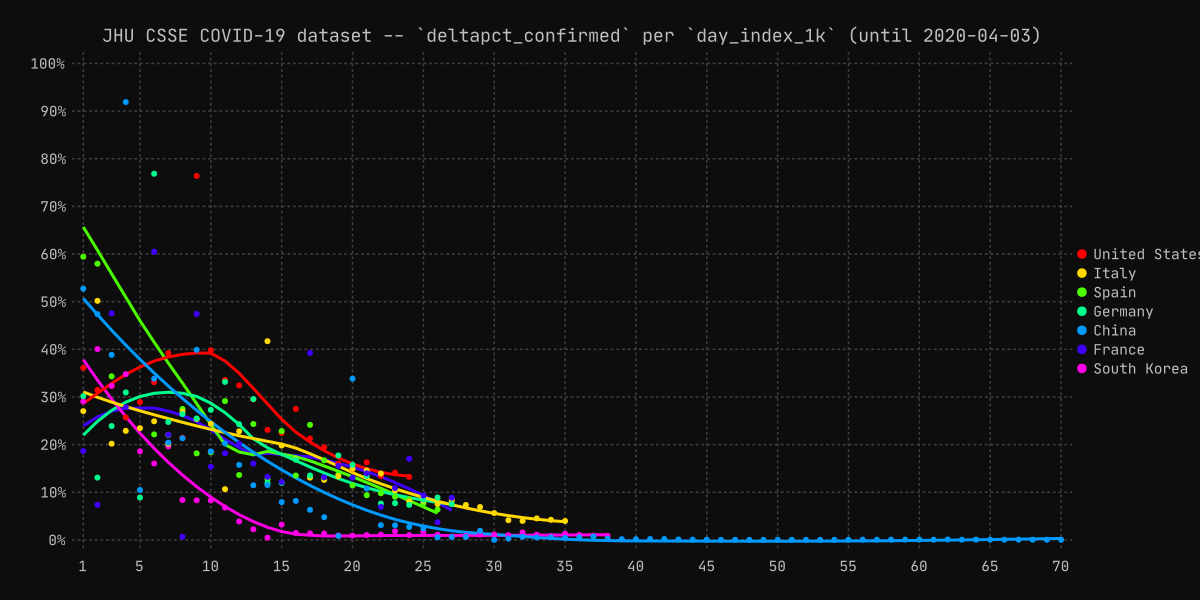 JHU CSSE COVID-19 dataset -- `deltapct_confirmed` per `day_index_1k` (until 2020-04-03)
100%
90%
80%
70%
60%
50%
40%
30%
20%
10%
0%
1 5 10 15 20 25 30 35 40 45 50 55 60 65 70
United States
Italy
Spain
Germany
China
France
South Korea